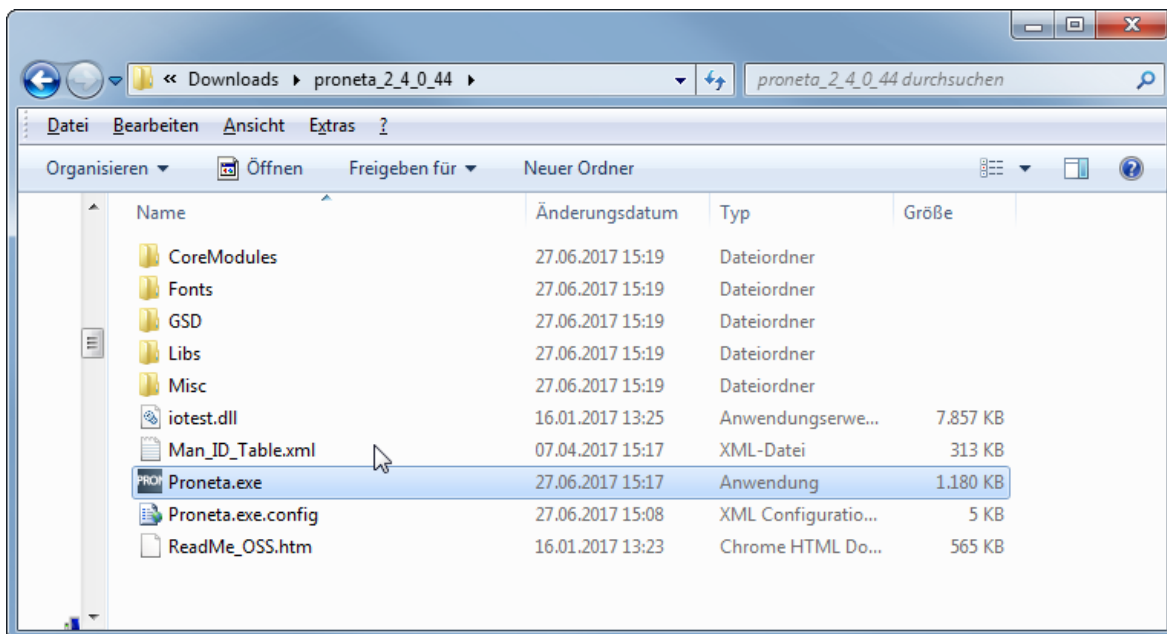 « Downloads ▸ proneta_2_4_0_44 ▸ proneta_2_4_0_44 durchsuchen
Datei Bearbeiten Ansicht Extras ?
Organisieren Öffnen Freigeben für Neuer Ordner
Name Änderungsdatum Typ Größe
CoreModules 27.06.2017 15:19 Dateiordner
Fonts 27.06.2017 15:19 Dateiordner
GSD 27.06.2017 15:19 Dateiordner
Libs 27.06.2017 15:19 Dateiordner
Misc 27.06.2017 15:19 Dateiordner
iotest.dll 16.01.2017 13:25 Anwendungserwe... 7.857 KB
Man_ID_Table.xml 07.04.2017 15:17 XML-Datei 313 KB
Proneta.exe 27.06.2017 15:17 Anwendung 1.180 KB
Proneta.exe.config 27.06.2017 15:08 XML Configuratio... 5 KB
ReadMe_OSS.htm 16.01.2017 13:23 Chrome HTML Do... 565 KB